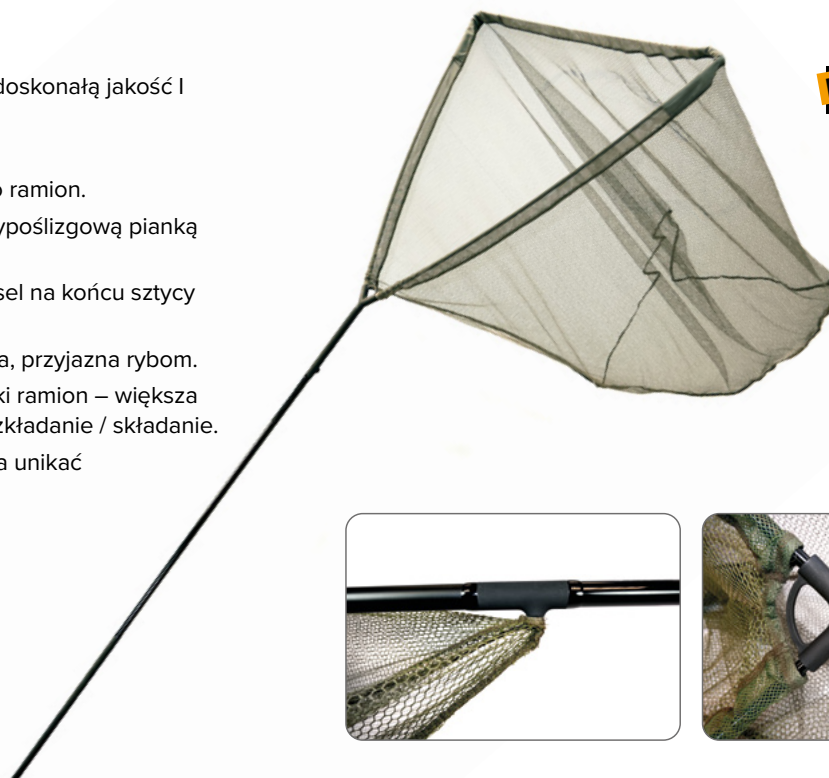 doskonałą jakość I
ramion.
ypoślizgową pianką
sel na końcu sztycy
a, przyjazna rybom.
ki ramion – większa
zkładanie / składanie.
a unikać